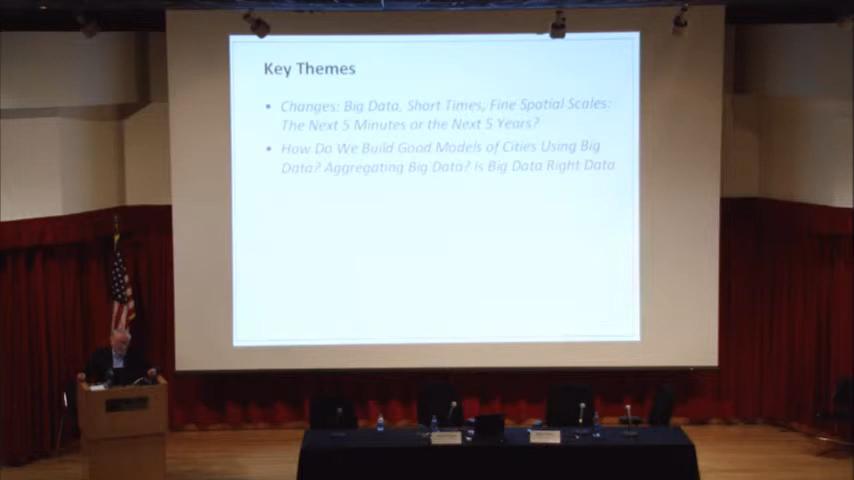 Key Themes
• Changes: Big Data, Short Times, Fine Spatial Scales:
The Next 5 Minutes or the Next 5 Years?
• How Do We Build Good Models of Cities Using Big
Data? Aggregating Big Data? Is Big Data Right Data